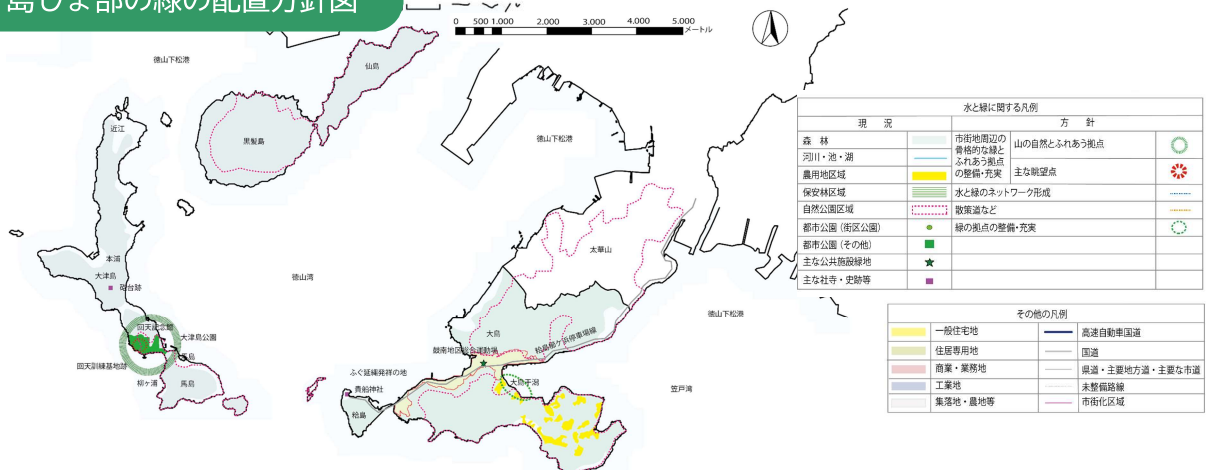 島しょ部の緑の配置方針図
0 500 1.000 2.000 3.000 4.000 5.000
メートル
徳山下松港
仙島
近江
黒髪島
徳山下松港
太華山
本浦
大津島
砲台跡
徳山湾
徳山下松港
回天記念館
大津島公園
馬島
回天訓練基地跡
柳ヶ浦
馬島
大島
粭島櫛ヶ浜停車場線
鼓南地区総合運動場
ふぐ延縄発祥の地
貴船神社
粭島
大島干潟
笠戸湾
水と緑に関する凡例
現 況
方 針
森 林
河川・池・湖
農用地区域
保安林区域
自然公園区域
都市公園(街区公園)
都市公園(その他)
主な公共施設緑地
主な社寺・史跡等
市街地周辺の
骨格的な緑と
ふれあう拠点
の整備・充実
山の自然とふれあう拠点
主な眺望点
水と緑のネットワーク形成
散策道など
緑の拠点の整備・充実
その他の凡例
一般住宅地
高速自動車国道
住居専用地
国道
商業・業務地
県道・主要地方道・主要な市道
工業地
未整備路線
集落地・農地等
市街化区域